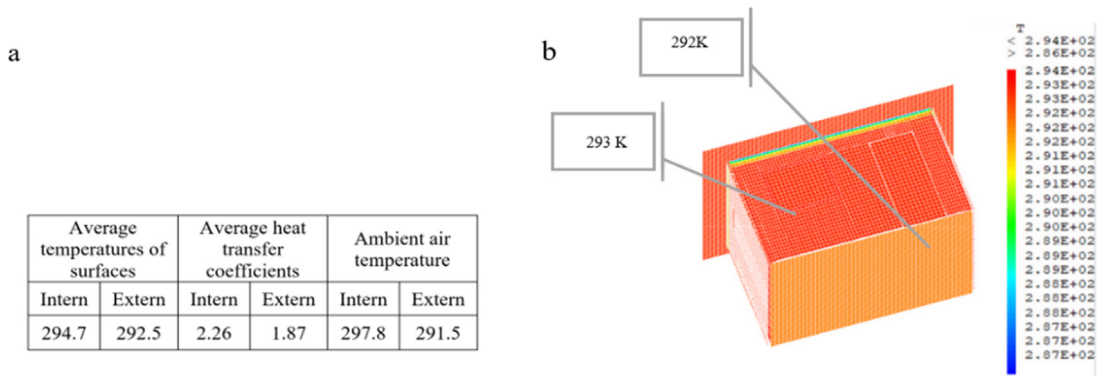 a
Average temperatures of surfaces
Average heat transfer coefficients
Ambient air temperature
Intern Extern Intern Extern Intern Extern
294.7 292.5 2.26 1.87 297.8 291.5
b
292K
293 K
T
< 2.94E+02
> 2.86E+02
2.94E+02
2.93E+02
2.93E+02
2.92E+02
2.92E+02
2.92E+02
2.91E+02
2.91E+02
2.91E+02
2.90E+02
2.90E+02
2.90E+02
2.89E+02
2.89E+02
2.89E+02
2.88E+02
2.88E+02
2.88E+02
2.87E+02
2.87E+02
2.87E+02